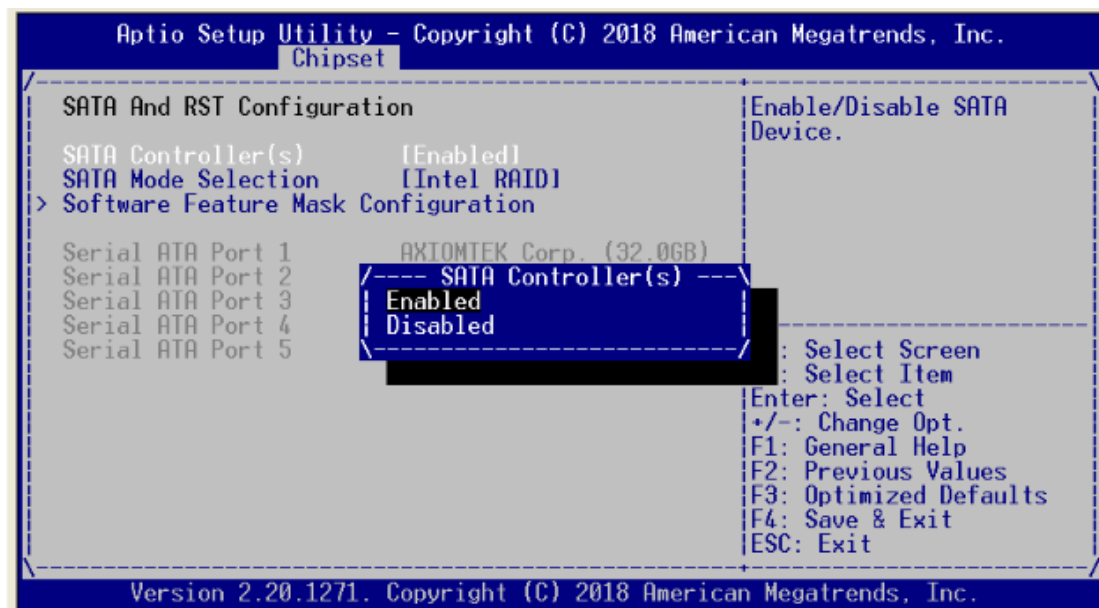 Aptio Setup Utility – Copyright (C) 2018 American Megatrends, Inc.
Chipset
SATA And RST Configuration
SATA Controller(s) [Enabled]
SATA Mode Selection [Intel RAID]
> Software Feature Mask Configuration
Serial ATA Port 1 AXIOMTEK Corp. (32.0GB)
Serial ATA Port 2
Serial ATA Port 3
Serial ATA Port 4
Serial ATA Port 5
/---- SATA Controller(s) ---\
Enabled
Disabled
Enable/Disable SATA
Device.
: Select Screen
: Select Item
Enter: Select
+/-: Change Opt.
F1: General Help
F2: Previous Values
F3: Optimized Defaults
F4: Save & Exit
ESC: Exit
Version 2.20.1271. Copyright (C) 2018 American Megatrends, Inc.